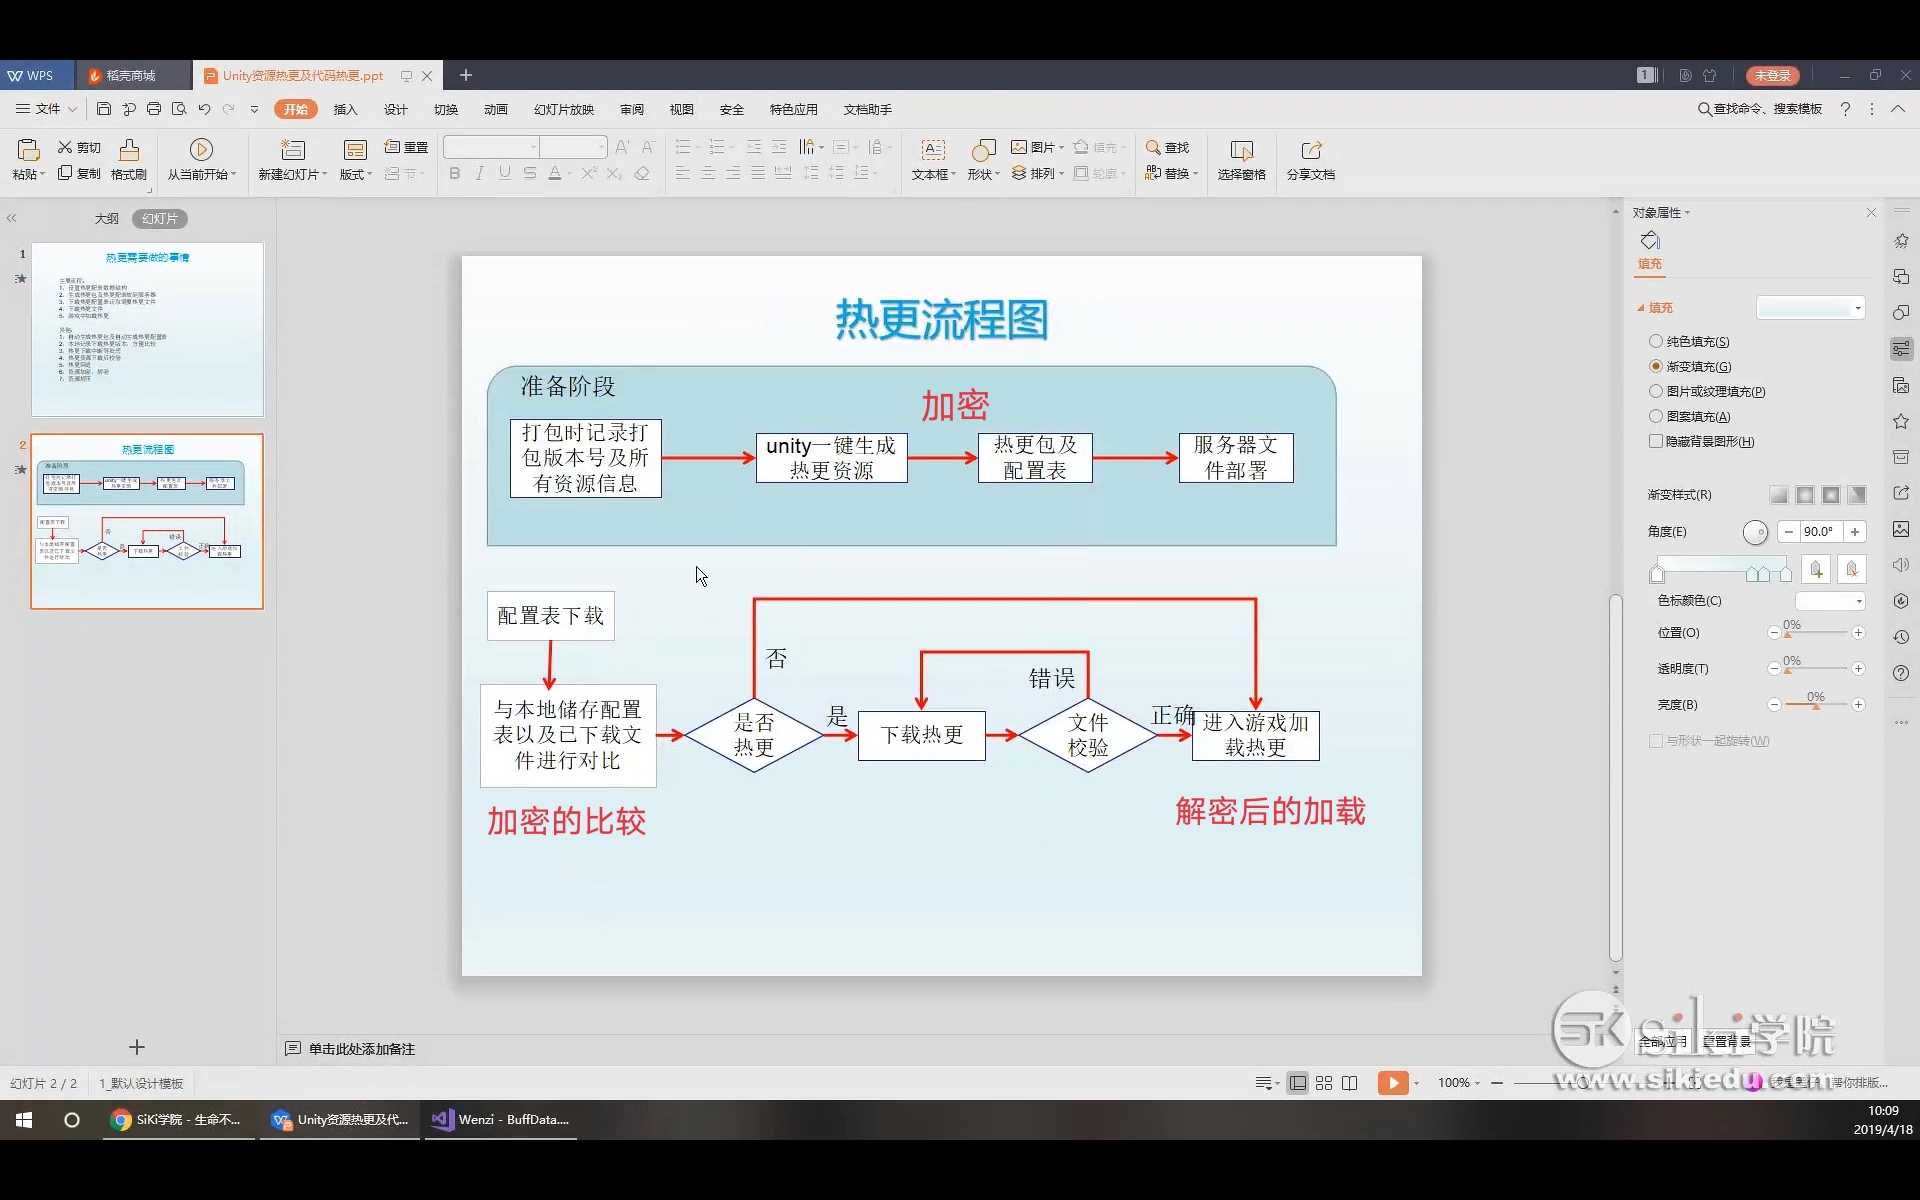 WPS
稻壳商城
Unity资源热更及代码热更.ppt
1
未登录
文件
开始
插入
设计
切换
动画
幻灯片放映
审阅
视图
安全
特色应用
文档助手
查找命令、搜索模板
粘贴
剪切
复制
格式刷
从当前开始
新建幻灯片
版式
重置
节
文本框
形状
图片
排列
填充
轮廓
查找
替换
选择窗格
分享文档
大纲
幻灯片
1
热更需要做的事情
2
热更流程图
热更流程图
准备阶段
加密
打包时记录打
包版本号及所
有资源信息
unity一键生成
热更资源
热更包及
配置表
服务器文
件部署
配置表下载
否
错误
与本地储存配置
表以及已下载文
件进行对比
是否
热更
是
下载热更
文件
校验
正确
进入游戏加
载热更
加密的比较
解密后的加载
对象属性
填充
填充
纯色填充(S)
渐变填充(G)
图片或纹理填充(P)
图案填充(A)
隐藏背景图形(H)
渐变样式(R)
角度(E)
90.0°
色标颜色(C)
位置(O)
0%
透明度(T)
0%
亮度(B)
0%
与形状一起旋转(W)
全部应用
重置背景
SK siki学院
www.sikiedu.com
单击此处添加备注
幻灯片 2 / 2
1_默认设计模板
100%
帮你排版...
SiKi学院 - 生命不...
Unity资源热更及代...
Wenzi - BuffData....
10:09
2019/4/18